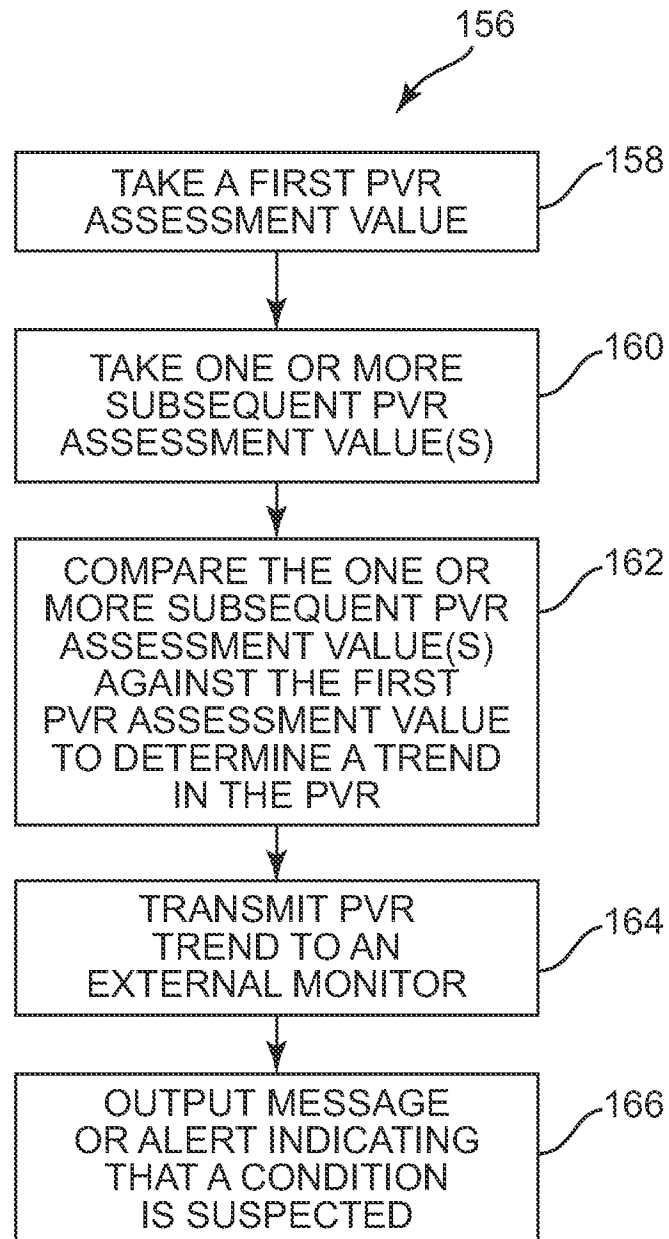 156
TAKE A FIRST PVR
ASSESSMENT VALUE
158
TAKE ONE OR MORE
SUBSEQUENT PVR
ASSESSMENT VALUE(S)
160
COMPARE THE ONE OR
MORE SUBSEQUENT PVR
ASSESSMENT VALUE(S)
AGAINST THE FIRST
PVR ASSESSMENT VALUE
TO DETERMINE A TREND
IN THE PVR
162
TRANSMIT PVR
TREND TO AN
EXTERNAL MONITOR
164
OUTPUT MESSAGE
OR ALERT INDICATING
THAT A CONDITION
IS SUSPECTED
166